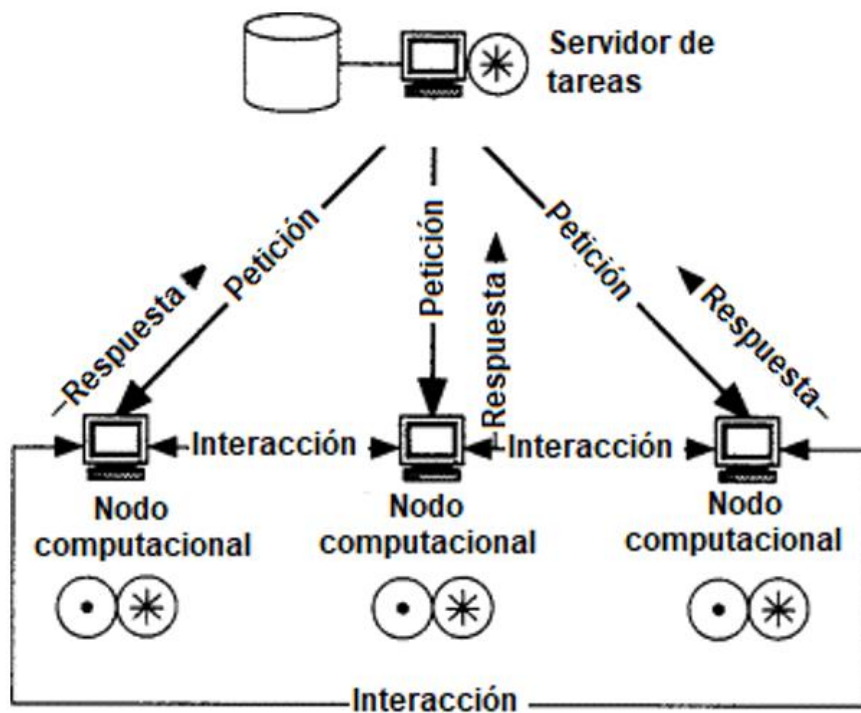 Servidor de
tareas
Petición
Petición
Petición
Respuesta
Respuesta
Respuesta
Interacción
Interacción
Nodo
computacional
Nodo
computacional
Nodo
computacional
Interacción